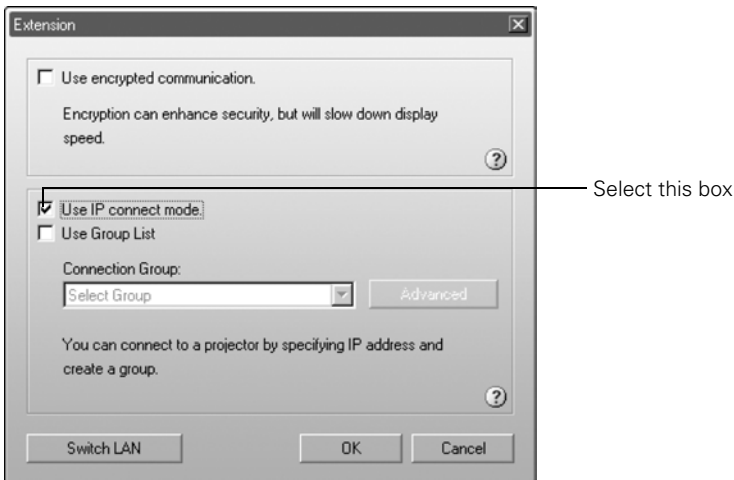 Extension
Use encrypted communication.
Encryption can enhance security, but will slow down display
speed.
?
Select this box
Use IP connect mode.
Use Group List
Connection Group:
Select Group
Advanced
You can connect to a projector by specifying IP address and
create a group.
?
Switch LAN
OK
Cancel